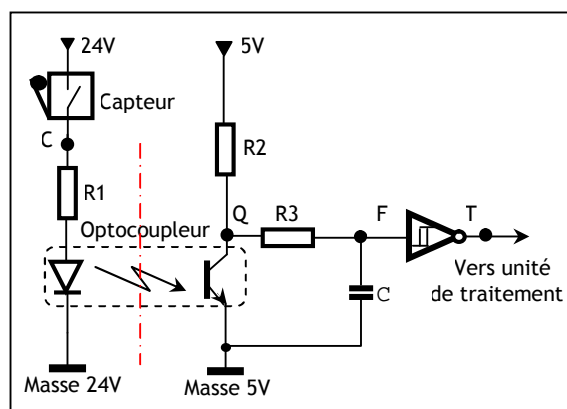 24V
5V
Capteur
C
R1
R2
Optocoupleur
Q
R3
F
T
Vers unité
de traitement
C
Masse 24V
Masse 5V